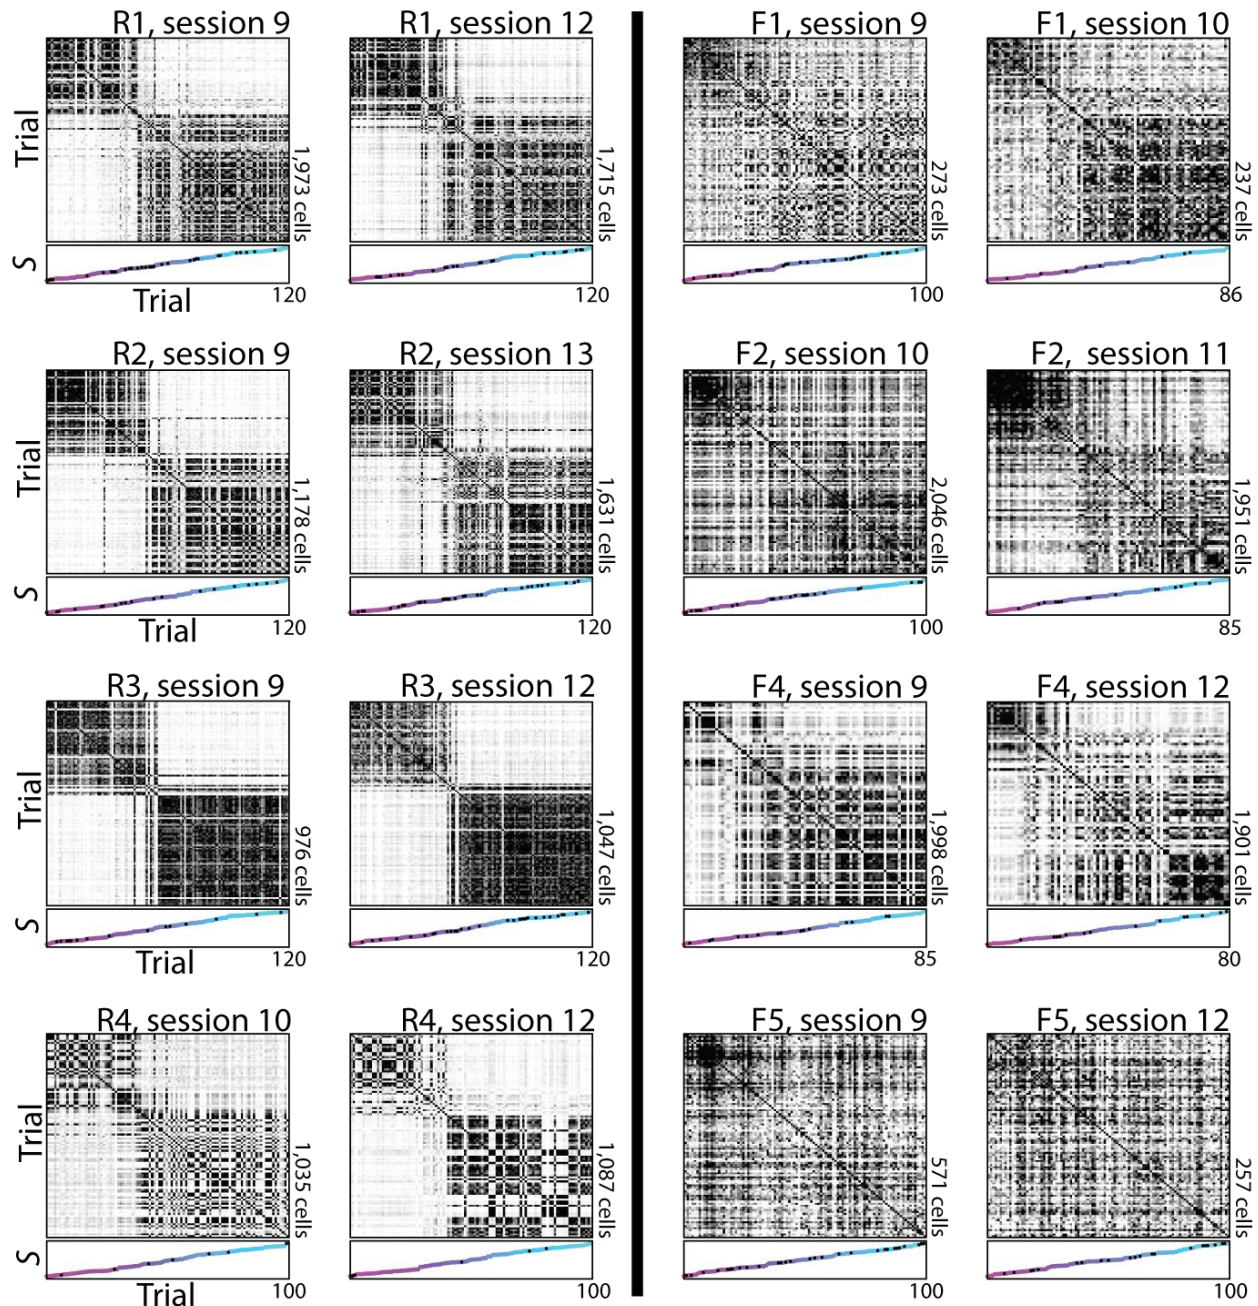 R1, session 9
Trial
1,973 cells
S
Trial
120
R1, session 12
1,715 cells
120
F1, session 9
273 cells
100
F1, session 10
237 cells
86
R2, session 9
Trial
1,178 cells
S
Trial
120
R2, session 13
1,631 cells
120
F2, session 10
2,046 cells
100
F2, session 11
1,951 cells
85
R3, session 9
Trial
976 cells
S
Trial
120
R3, session 12
1,047 cells
120
F4, session 9
1,998 cells
85
F4, session 12
1,901 cells
80
R4, session 10
Trial
1,035 cells
S
Trial
100
R4, session 12
1,087 cells
100
F5, session 9
571 cells
100
F5, session 12
257 cells
100